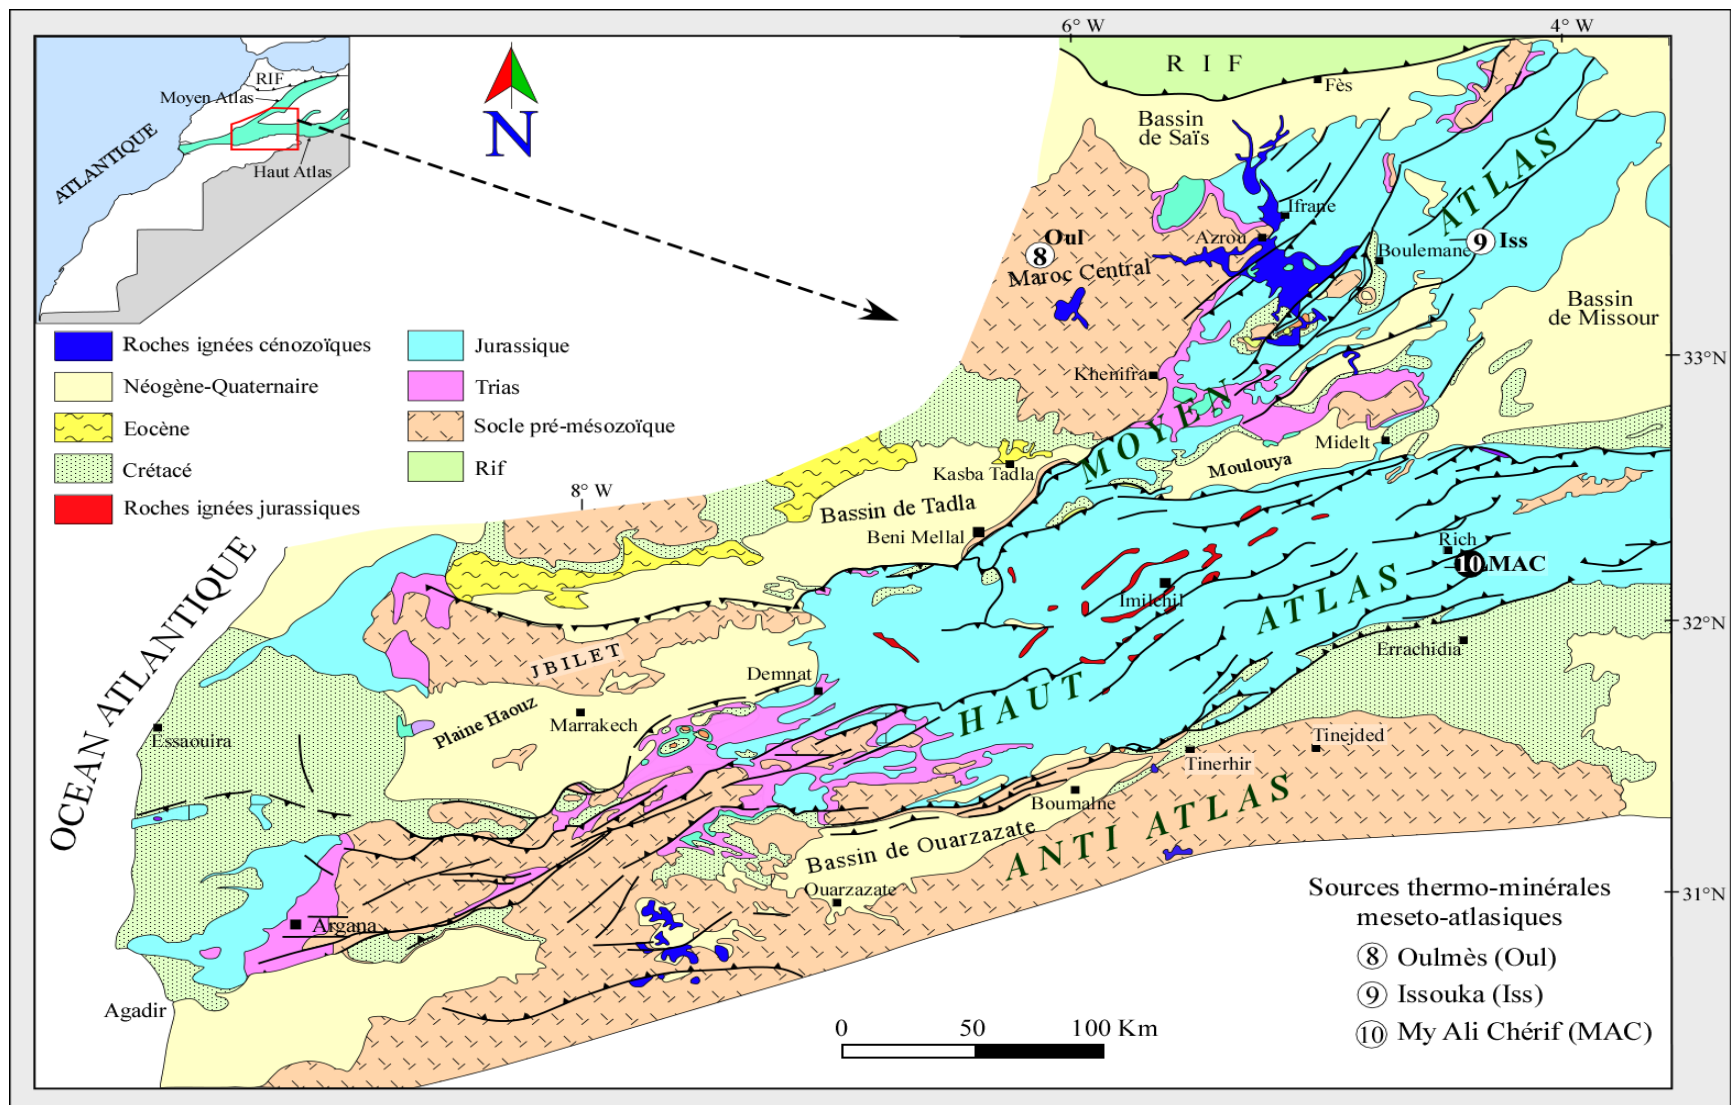 6° W
4° W
RIF
Moyen Atlas
ATLANTIQUE
Haut Atlas
N
R I F
Fès
Bassin
de Saïs
Ifrane
Azrou
Oul
8
Maroc Central
Boulemane
9 Iss
ATLAS
Bassin
de Missour
33°N
Khenifra
MOYEN
Midelt
Moulouya
Roches ignées cénozoïques
Néogène-Quaternaire
Eocène
Crétacé
Roches ignées jurassiques
Jurassique
Trias
Socle pré-mésozoïque
Rif
8° W
Kasba Tadla
Bassin de Tadla
Beni Mellal
Rich
10 MAC
Imilchil
HAUT ATLAS
32°N
Errachidia
OCEAN ATLANTIQUE
JBILET
Demnat
Plaine Haouz
Marrakech
Essaouira
Tinejded
Tinerhir
Boumalne
ANTI ATLAS
Bassin de Ouarzazate
Ouarzazate
31°N
Argana
Agadir
Sources thermo-minérales
meseto-atlasiques
8 Oulmès (Oul)
9 Issouka (Iss)
10 My Ali Chérif (MAC)
0 50 100 Km